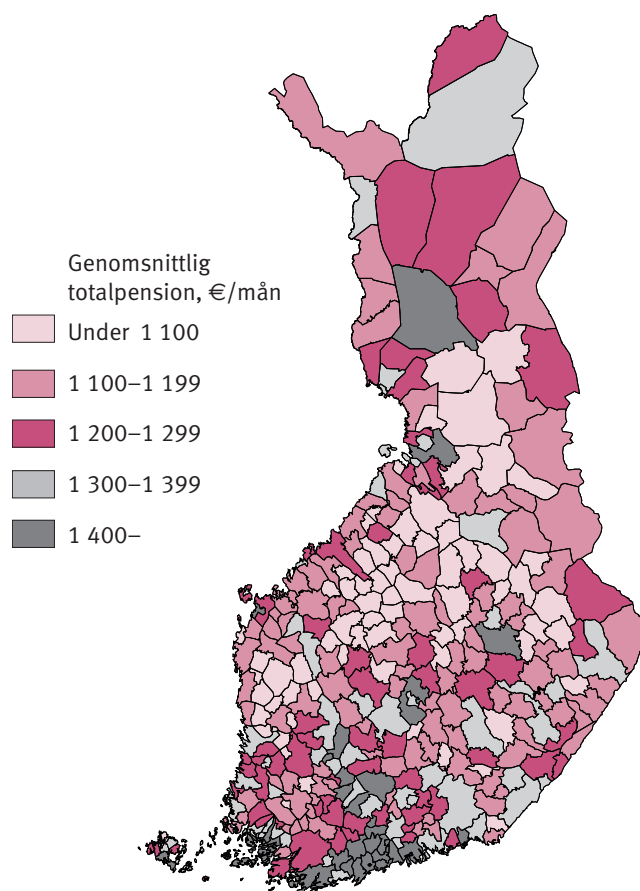 Genomsnittlig
totalpension, €/mån
Under 1 100
1 100–1 199
1 200–1 299
1 300–1 399
1 400–